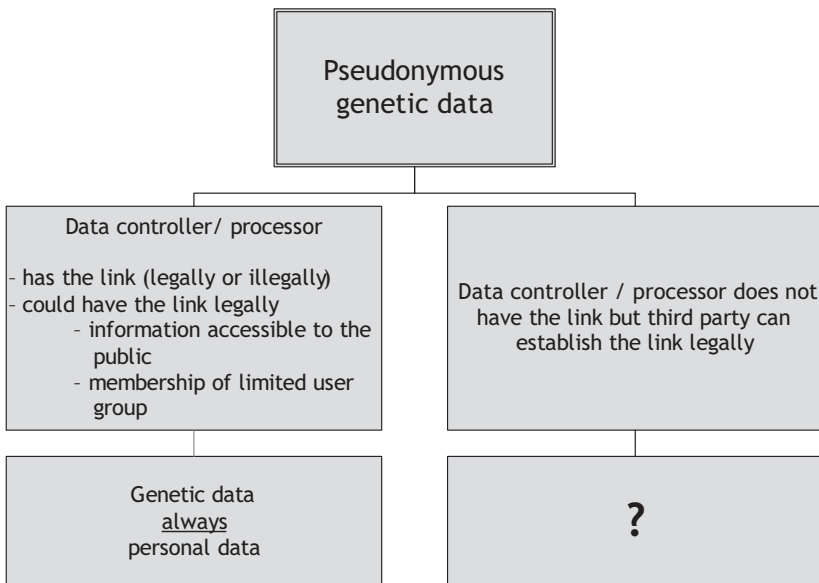 Pseudonymous
genetic data
Data controller/ processor
- has the link (legally or illegally)
- could have the link legally
- information accessible to the
public
- membership of limited user
group
Data controller / processor does not
have the link but third party can
establish the link legally
Genetic data
always
personal data
?